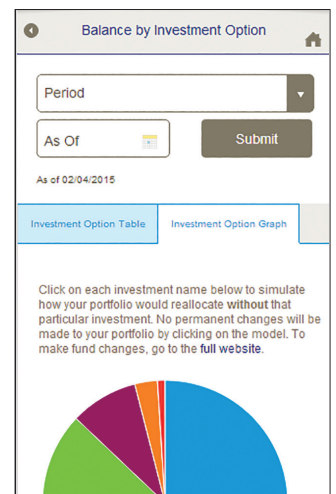 Balance by Investment Option
Period
As Of
Submit
As of 02/04/2015
Investment Option Table
Investment Option Graph
Click on each investment name below to simulate
how your portfolio would reallocate without that
particular investment. No permanent changes will be
made to your portfolio by clicking on the model. To
make fund changes, go to the full website.